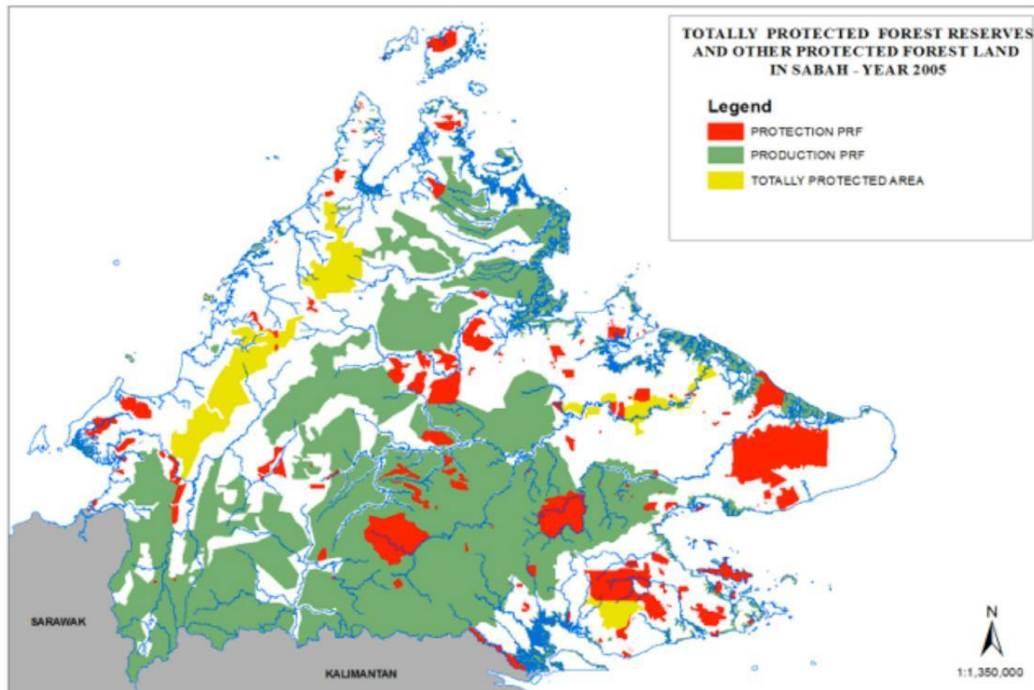 TOTALLY PROTECTED FOREST RESERVES
AND OTHER PROTECTED FOREST LAND
IN SABAH - YEAR 2005
Legend
PROTECTION PRF
PRODUCTION PRF
TOTALLY PROTECTED AREA
SARAWAK
KALIMANTAN
N
1:1,350,000